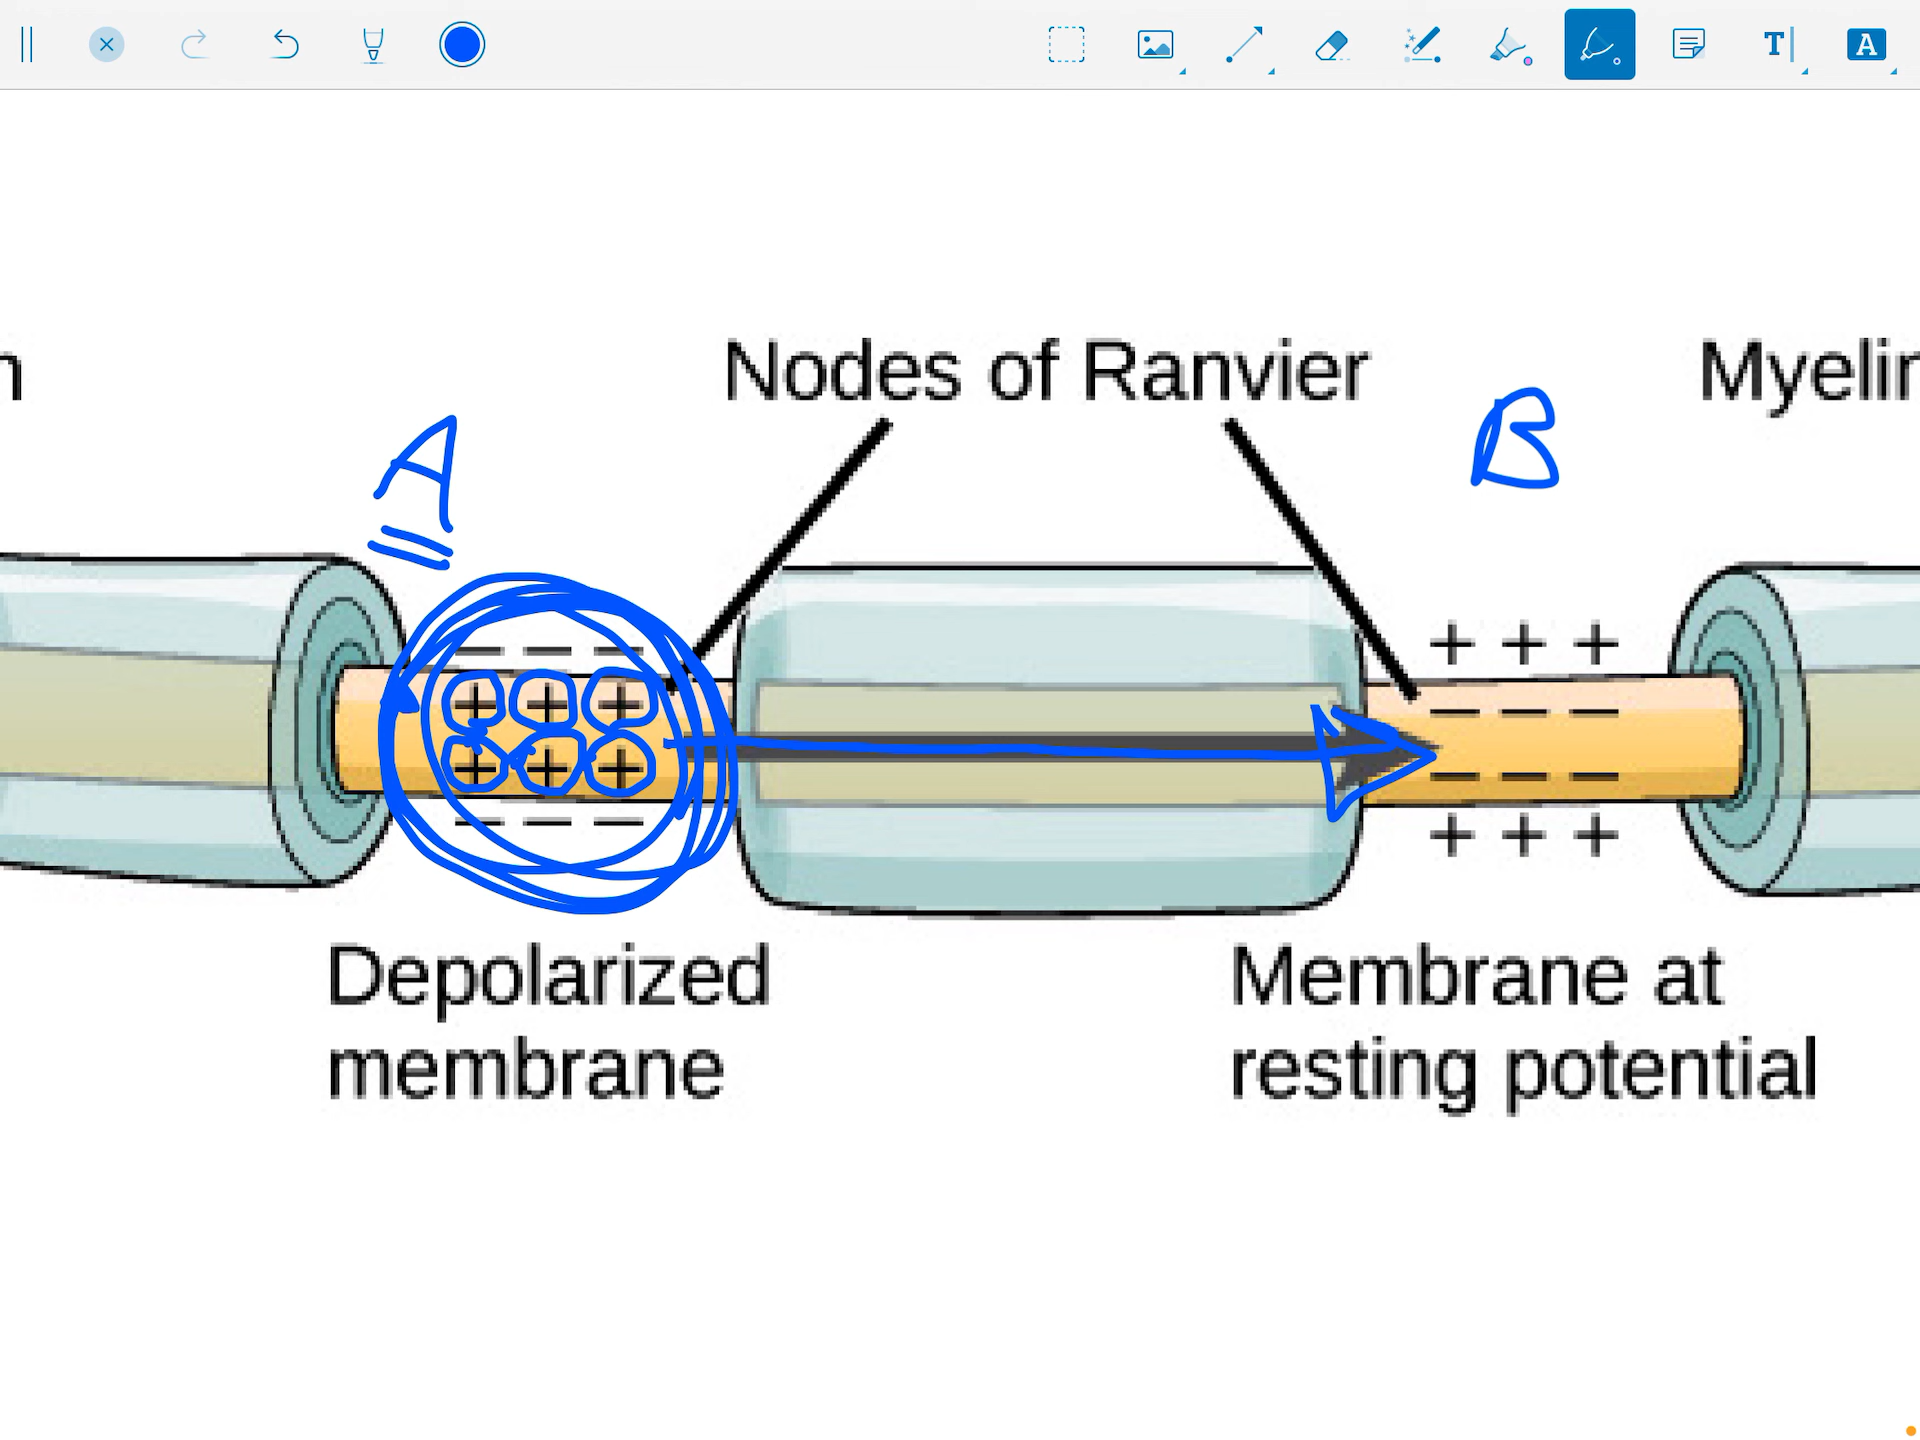 n
Nodes of Ranvier
Myelin
A
B
− − −
+ + +
+ + +
− − −
+ + +
− − −
− − −
+ + +
Depolarized
membrane
Membrane at
resting potential
T
A